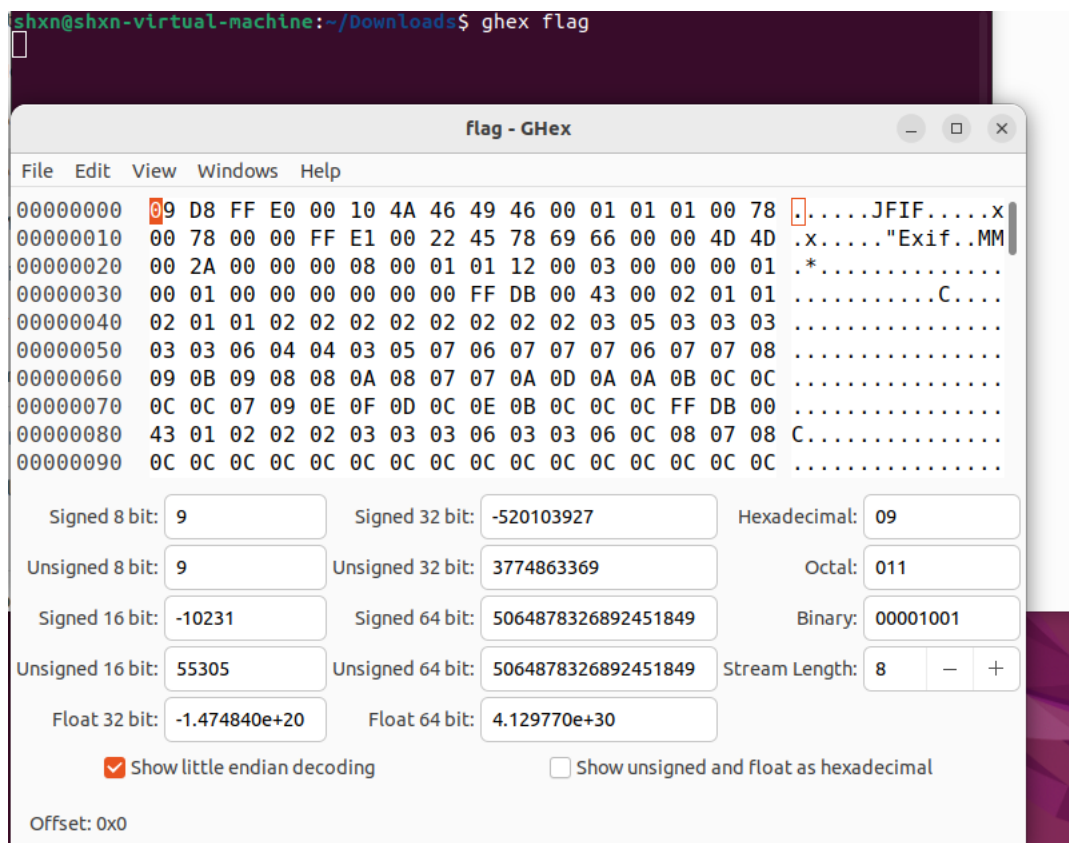 shxn@shxn-virtual-machine:~/Downloads$ ghex flag
flag - GHex
File Edit View Windows Help
00000000 09 D8 FF E0 00 10 4A 46 49 46 00 01 01 01 00 78 ......JFIF.....x
00000010 00 78 00 00 FF E1 00 22 45 78 69 66 00 00 4D 4D .x....."Exif..MM
00000020 00 2A 00 00 00 08 00 01 01 12 00 03 00 00 00 01 .*..............
00000030 00 01 00 00 00 00 00 00 FF DB 00 43 00 02 01 01 ...........C....
00000040 02 01 01 02 02 02 02 02 02 02 02 03 05 03 03 03 ................
00000050 03 03 06 04 04 03 05 07 06 07 07 07 06 07 07 08 ................
00000060 09 0B 09 08 08 0A 08 07 07 0A 0D 0A 0A 0B 0C 0C ................
00000070 0C 0C 07 09 0E 0F 0D 0C 0E 0B 0C 0C 0C FF DB 00 ................
00000080 43 01 02 02 02 03 03 03 06 03 03 06 0C 08 07 08 C...............
00000090 0C 0C 0C 0C 0C 0C 0C 0C 0C 0C 0C 0C 0C 0C 0C 0C ................
Signed 8 bit: 9 Signed 32 bit: -520103927 Hexadecimal: 09
Unsigned 8 bit: 9 Unsigned 32 bit: 3774863369 Octal: 011
Signed 16 bit: -10231 Signed 64 bit: 5064878326892451849 Binary: 00001001
Unsigned 16 bit: 55305 Unsigned 64 bit: 5064878326892451849 Stream Length: 8 − +
Float 32 bit: -1.474840e+20 Float 64 bit: 4.129770e+30
Show little endian decoding Show unsigned and float as hexadecimal
Offset: 0x0